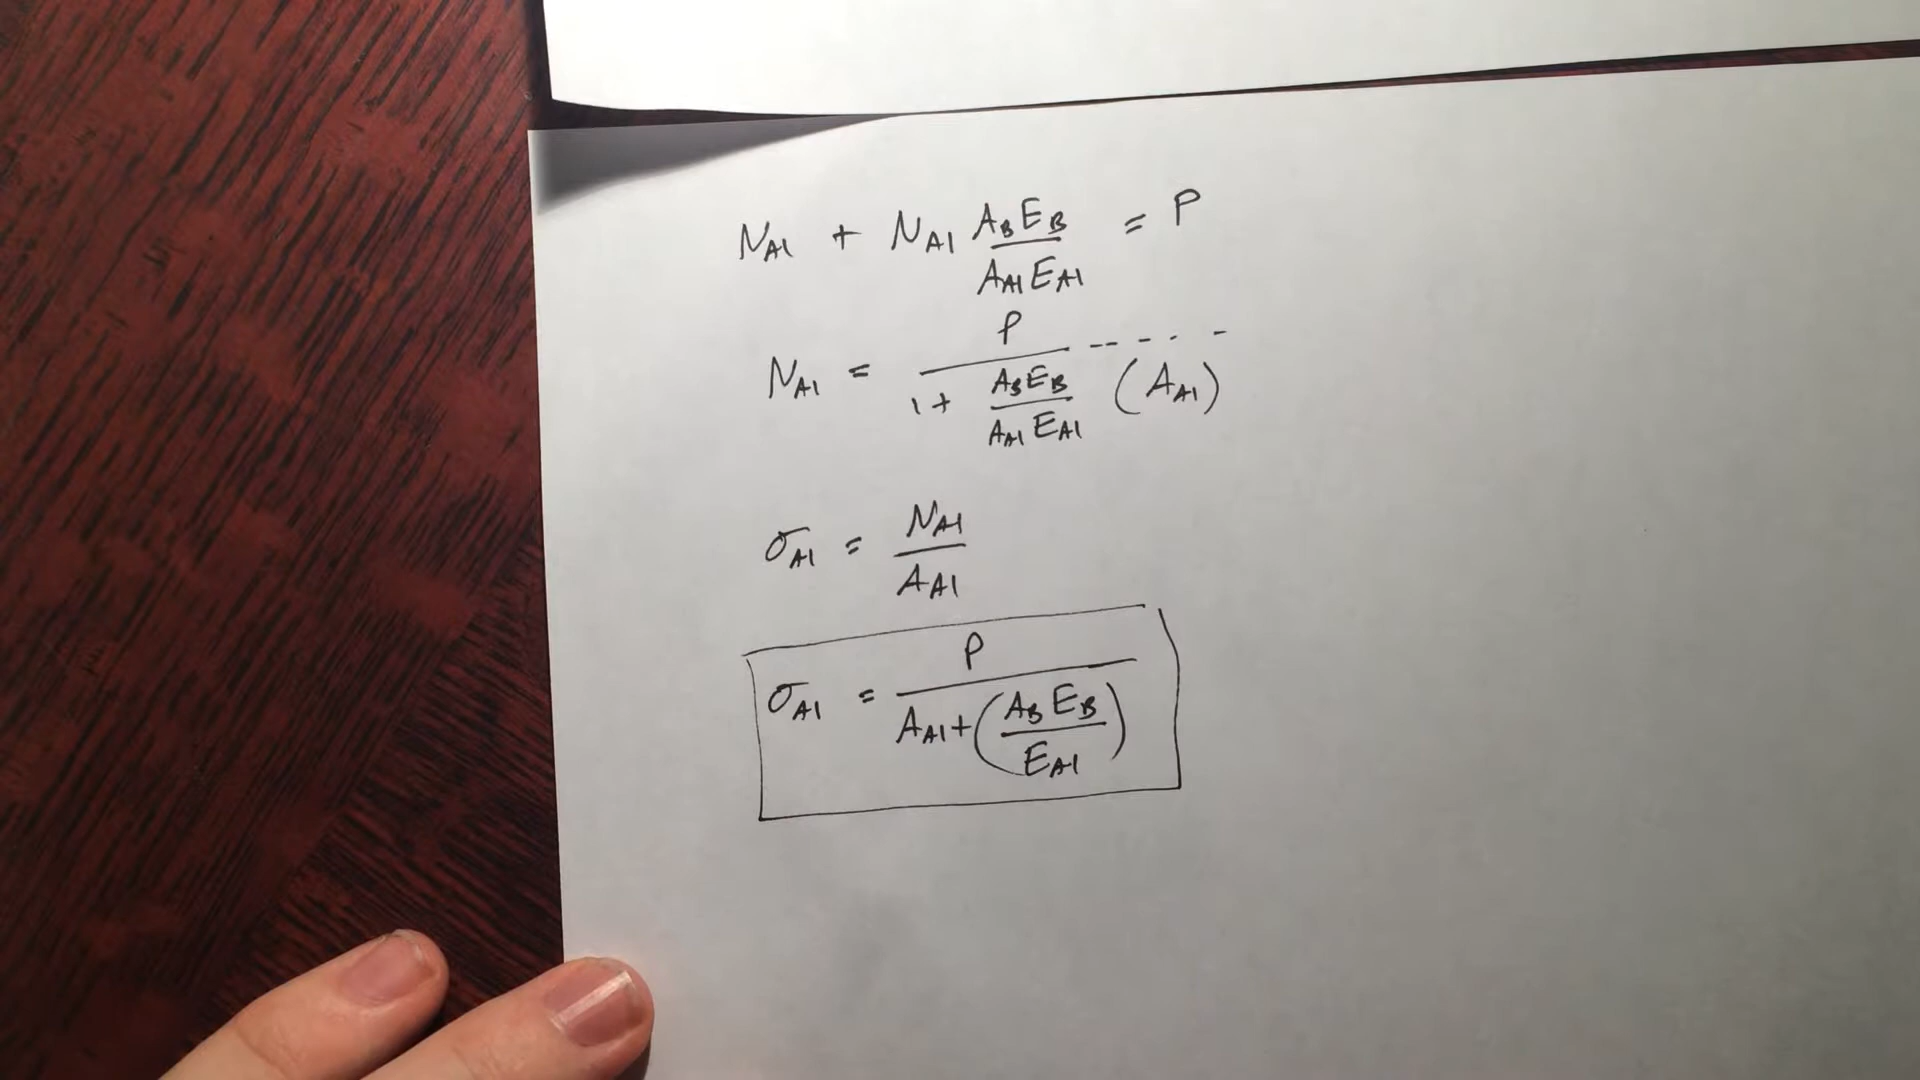 N_Al + N_Al A_B E_B / A_Al E_Al = P
N_Al = P / (1 + A_B E_B / A_Al E_Al) - - - - - (A_Al)
σ_Al = N_Al / A_Al
σ_Al = P / (A_Al + (A_B E_B / E_Al))